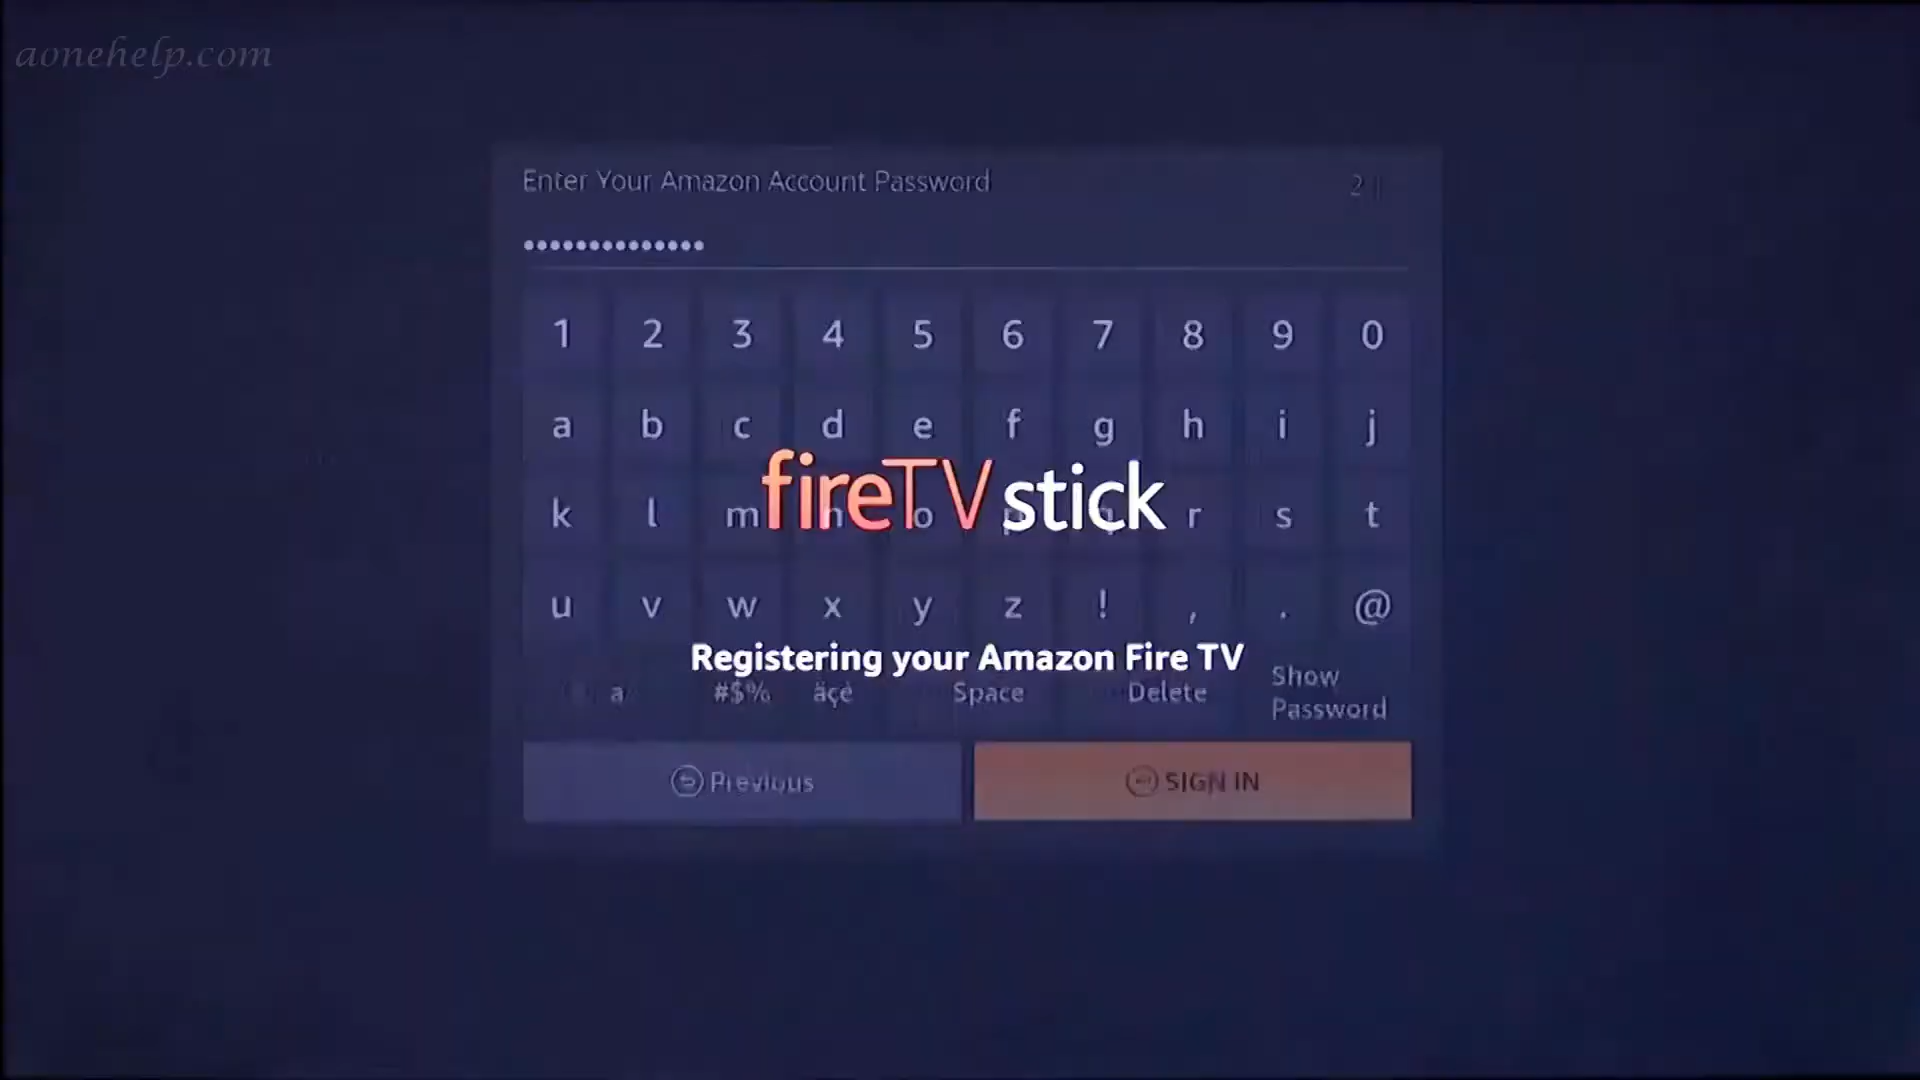 aonehelp.com
Enter Your Amazon Account Password
2
1 2 3 4 5 6 7 8 9 0
a b c d e f g h i j
fireTV stick
k l m n o p q r s t
u v w x y z ! , . @
Registering your Amazon Fire TV
a #$% äçé Space Delete Show Password
Previous SIGN IN